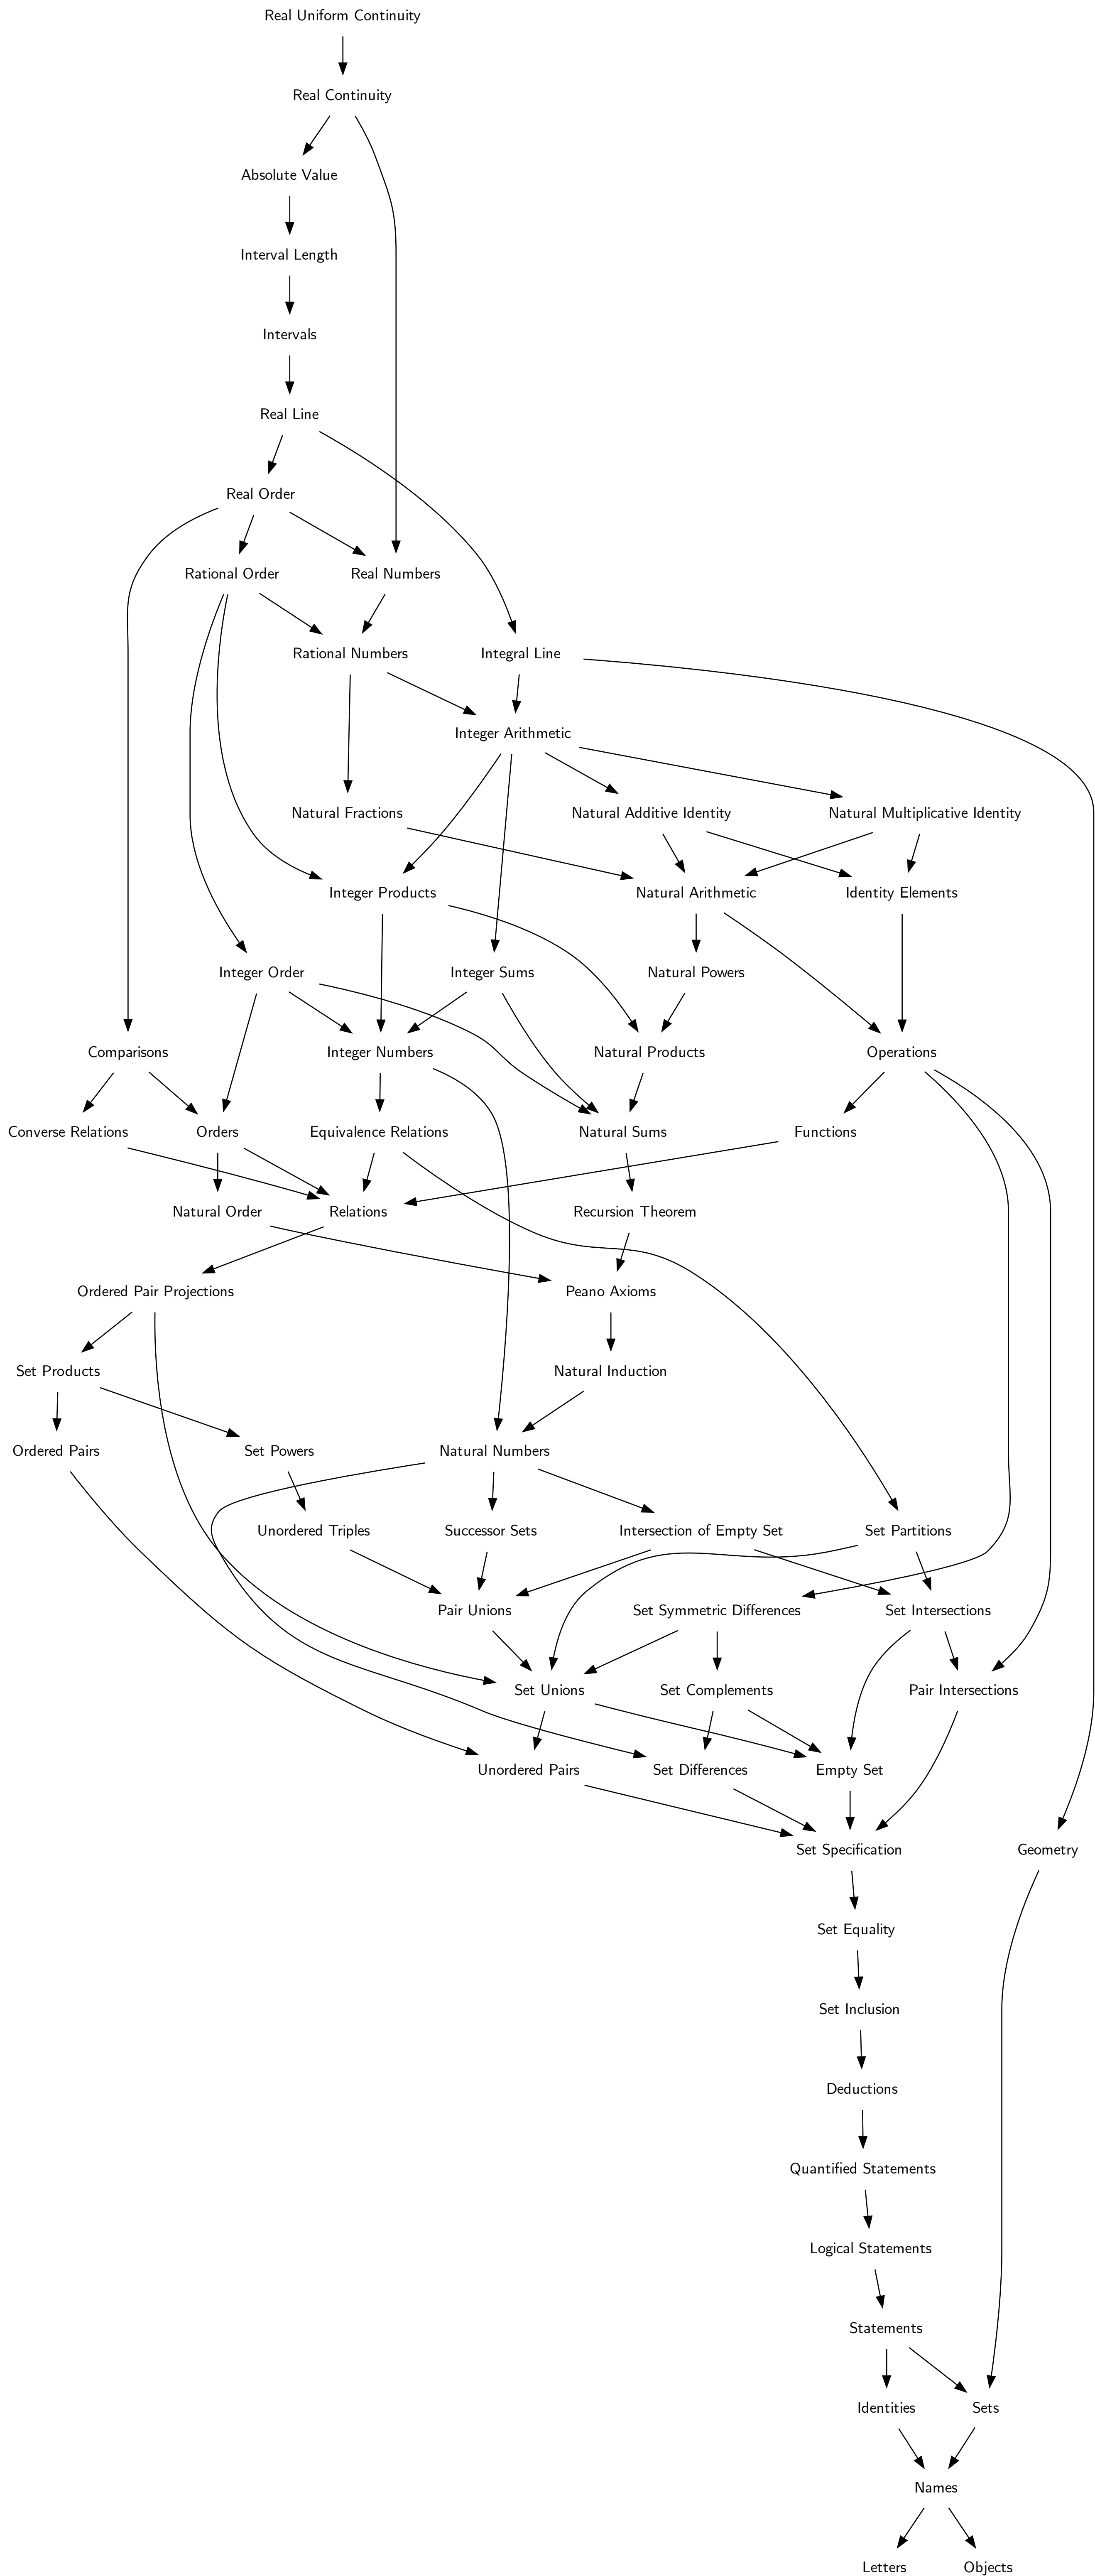 Real Uniform Continuity
Real Continuity
Absolute Value
Interval Length
Intervals
Real Line
Real Order
Rational Order
Real Numbers
Rational Numbers
Integral Line
Integer Arithmetic
Natural Fractions
Natural Additive Identity
Natural Multiplicative Identity
Integer Products
Natural Arithmetic
Identity Elements
Integer Order
Integer Sums
Natural Powers
Comparisons
Integer Numbers
Natural Products
Operations
Converse Relations
Orders
Equivalence Relations
Natural Sums
Functions
Natural Order
Relations
Recursion Theorem
Ordered Pair Projections
Peano Axioms
Set Products
Natural Induction
Ordered Pairs
Set Powers
Natural Numbers
Unordered Triples
Successor Sets
Intersection of Empty Set
Set Partitions
Pair Unions
Set Symmetric Differences
Set Intersections
Set Unions
Set Complements
Pair Intersections
Unordered Pairs
Set Differences
Empty Set
Set Specification
Geometry
Set Equality
Set Inclusion
Deductions
Quantified Statements
Logical Statements
Statements
Identities
Sets
Names
Letters
Objects